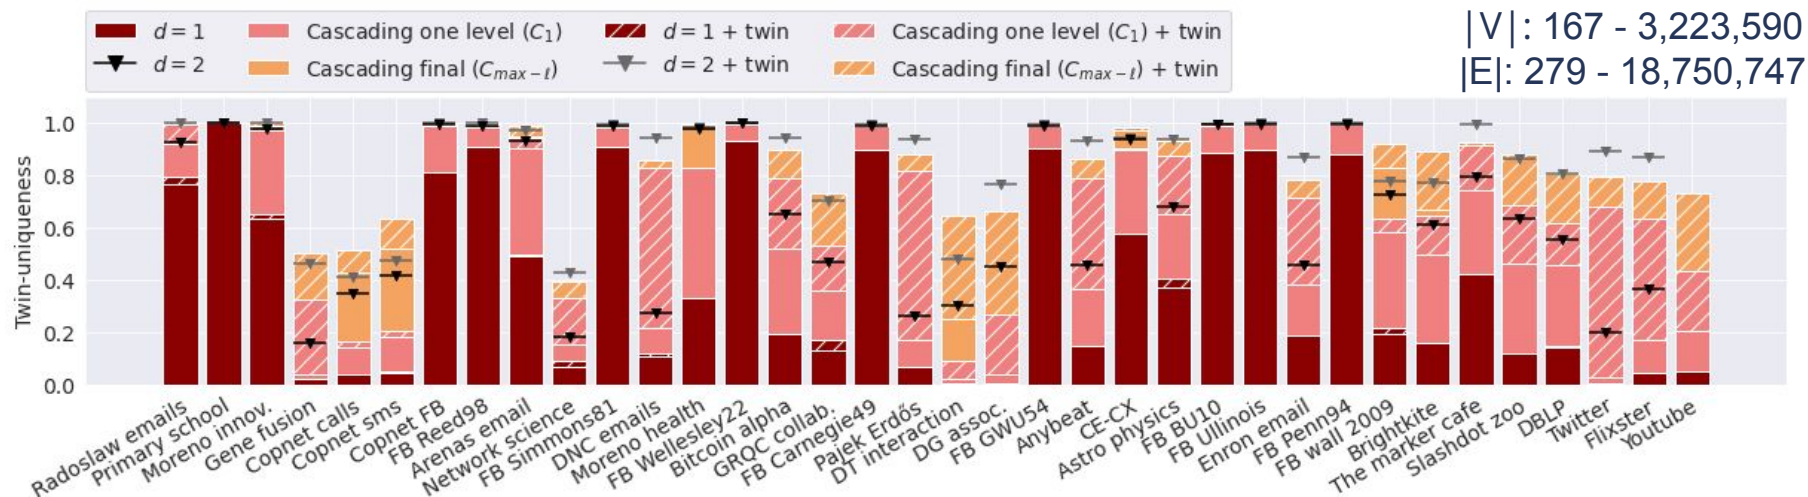 d = 1
Cascading one level (C₁)
d = 1 + twin
Cascading one level (C₁) + twin
d = 2
Cascading final (Cₘₐₓ₋ℓ)
d = 2 + twin
Cascading final (Cₘₐₓ₋ℓ) + twin
|V|: 167 - 3,223,590
|E|: 279 - 18,750,747
Twin-uniqueness
1.0
0.8
0.6
0.4
0.2
0.0
Radoslaw emails
Primary school
Moreno innov.
Gene fusion
Copnet calls
Copnet sms
Copnet FB
FB Reed98
Arenas email
Network science
FB Simmons81
DNC emails
Moreno health
FB Wellesley22
Bitcoin alpha
GRQC collab.
FB Carnegie49
Pajek Erdős
DT interaction
DG assoc.
FB GWU54
Anybeat
CE-CX
Astro physics
FB BU10
FB Ullinois
Enron email
FB Penn94
FB wall 2009
Brightkite
The marker cafe
Slashdot zoo
DBLP
Twitter
Flixster
Youtube